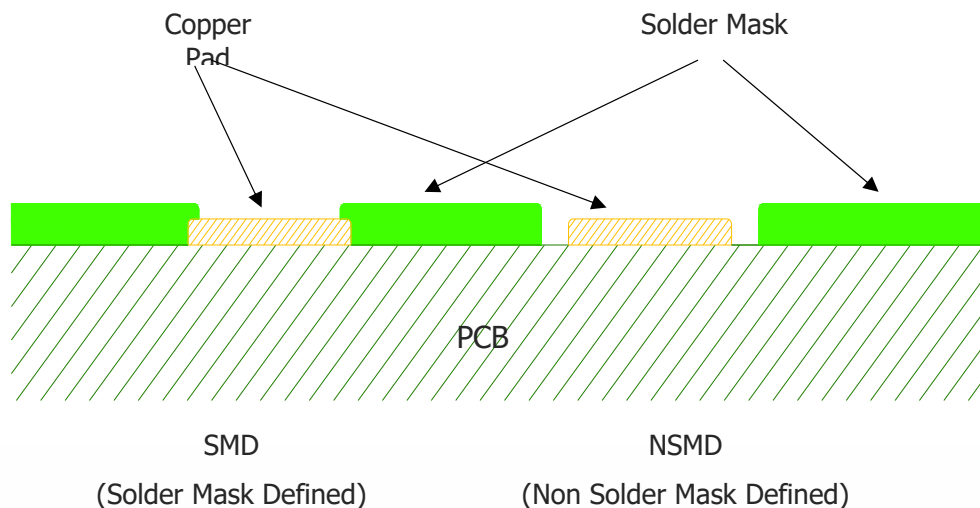 Copper
Pad
Solder Mask
PCB
SMD
(Solder Mask Defined)
NSMD
(Non Solder Mask Defined)